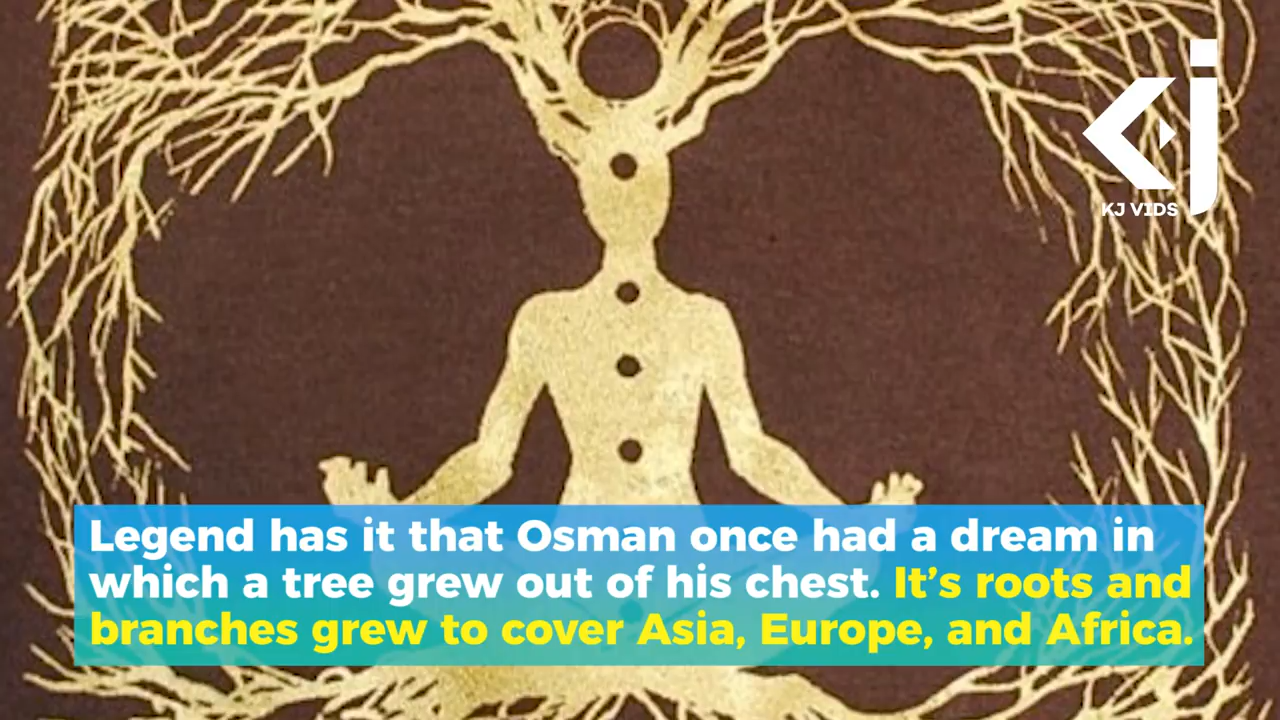 KJ VIDS
Legend has it that Osman once had a dream in
which a tree grew out of his chest. It's roots and
branches grew to cover Asia, Europe, and Africa.